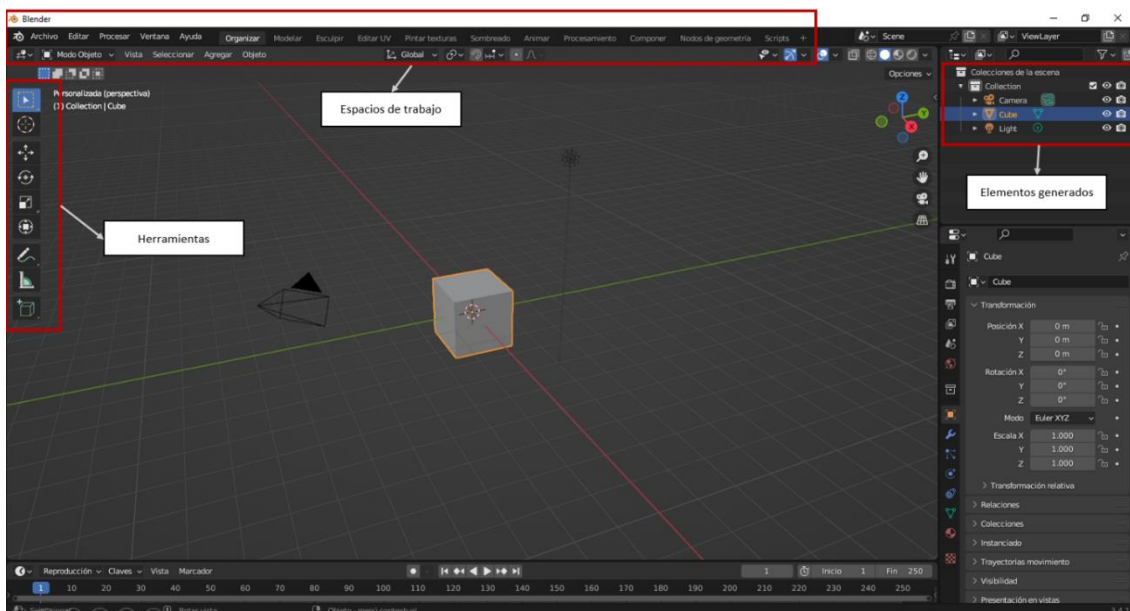 Blender
Archivo Editar Procesar Ventana Ayuda Organizar Modelar Esculpir Editar UV Pintar texturas Sombreado Animar Procesamiento Componer Nodos de geometría Scripts + Scene ViewLayer
Modo Objeto Vista Seleccionar Agregar Objeto Global
Opciones
Personalizada (perspectiva)
(1) Collection | Cube
Espacios de trabajo
Z
Y
X
Colecciones de la escena
Collection
Camera
Cube
Light
Elementos generados
Herramientas
Cube
Cube
Transformación
Posición X 0 m
Y 0 m
Z 0 m
Rotación X 0°
Y 0°
Z 0°
Modo Euler XYZ
Escala X 1.000
Y 1.000
Z 1.000
Transformación relativa
Relaciones
Colecciones
Instanciado
Trayectorias movimiento
Visibilidad
Presentación en vistas
Reproducción Claves Vista Marcador 1 Inicio 1 Fin 250
1 10 20 30 40 50 60 70 80 90 100 110 120 130 140 150 160 170 180 190 200 210 220 230 240 250
Seleccionar Rotar vista Objeto - menú contextual